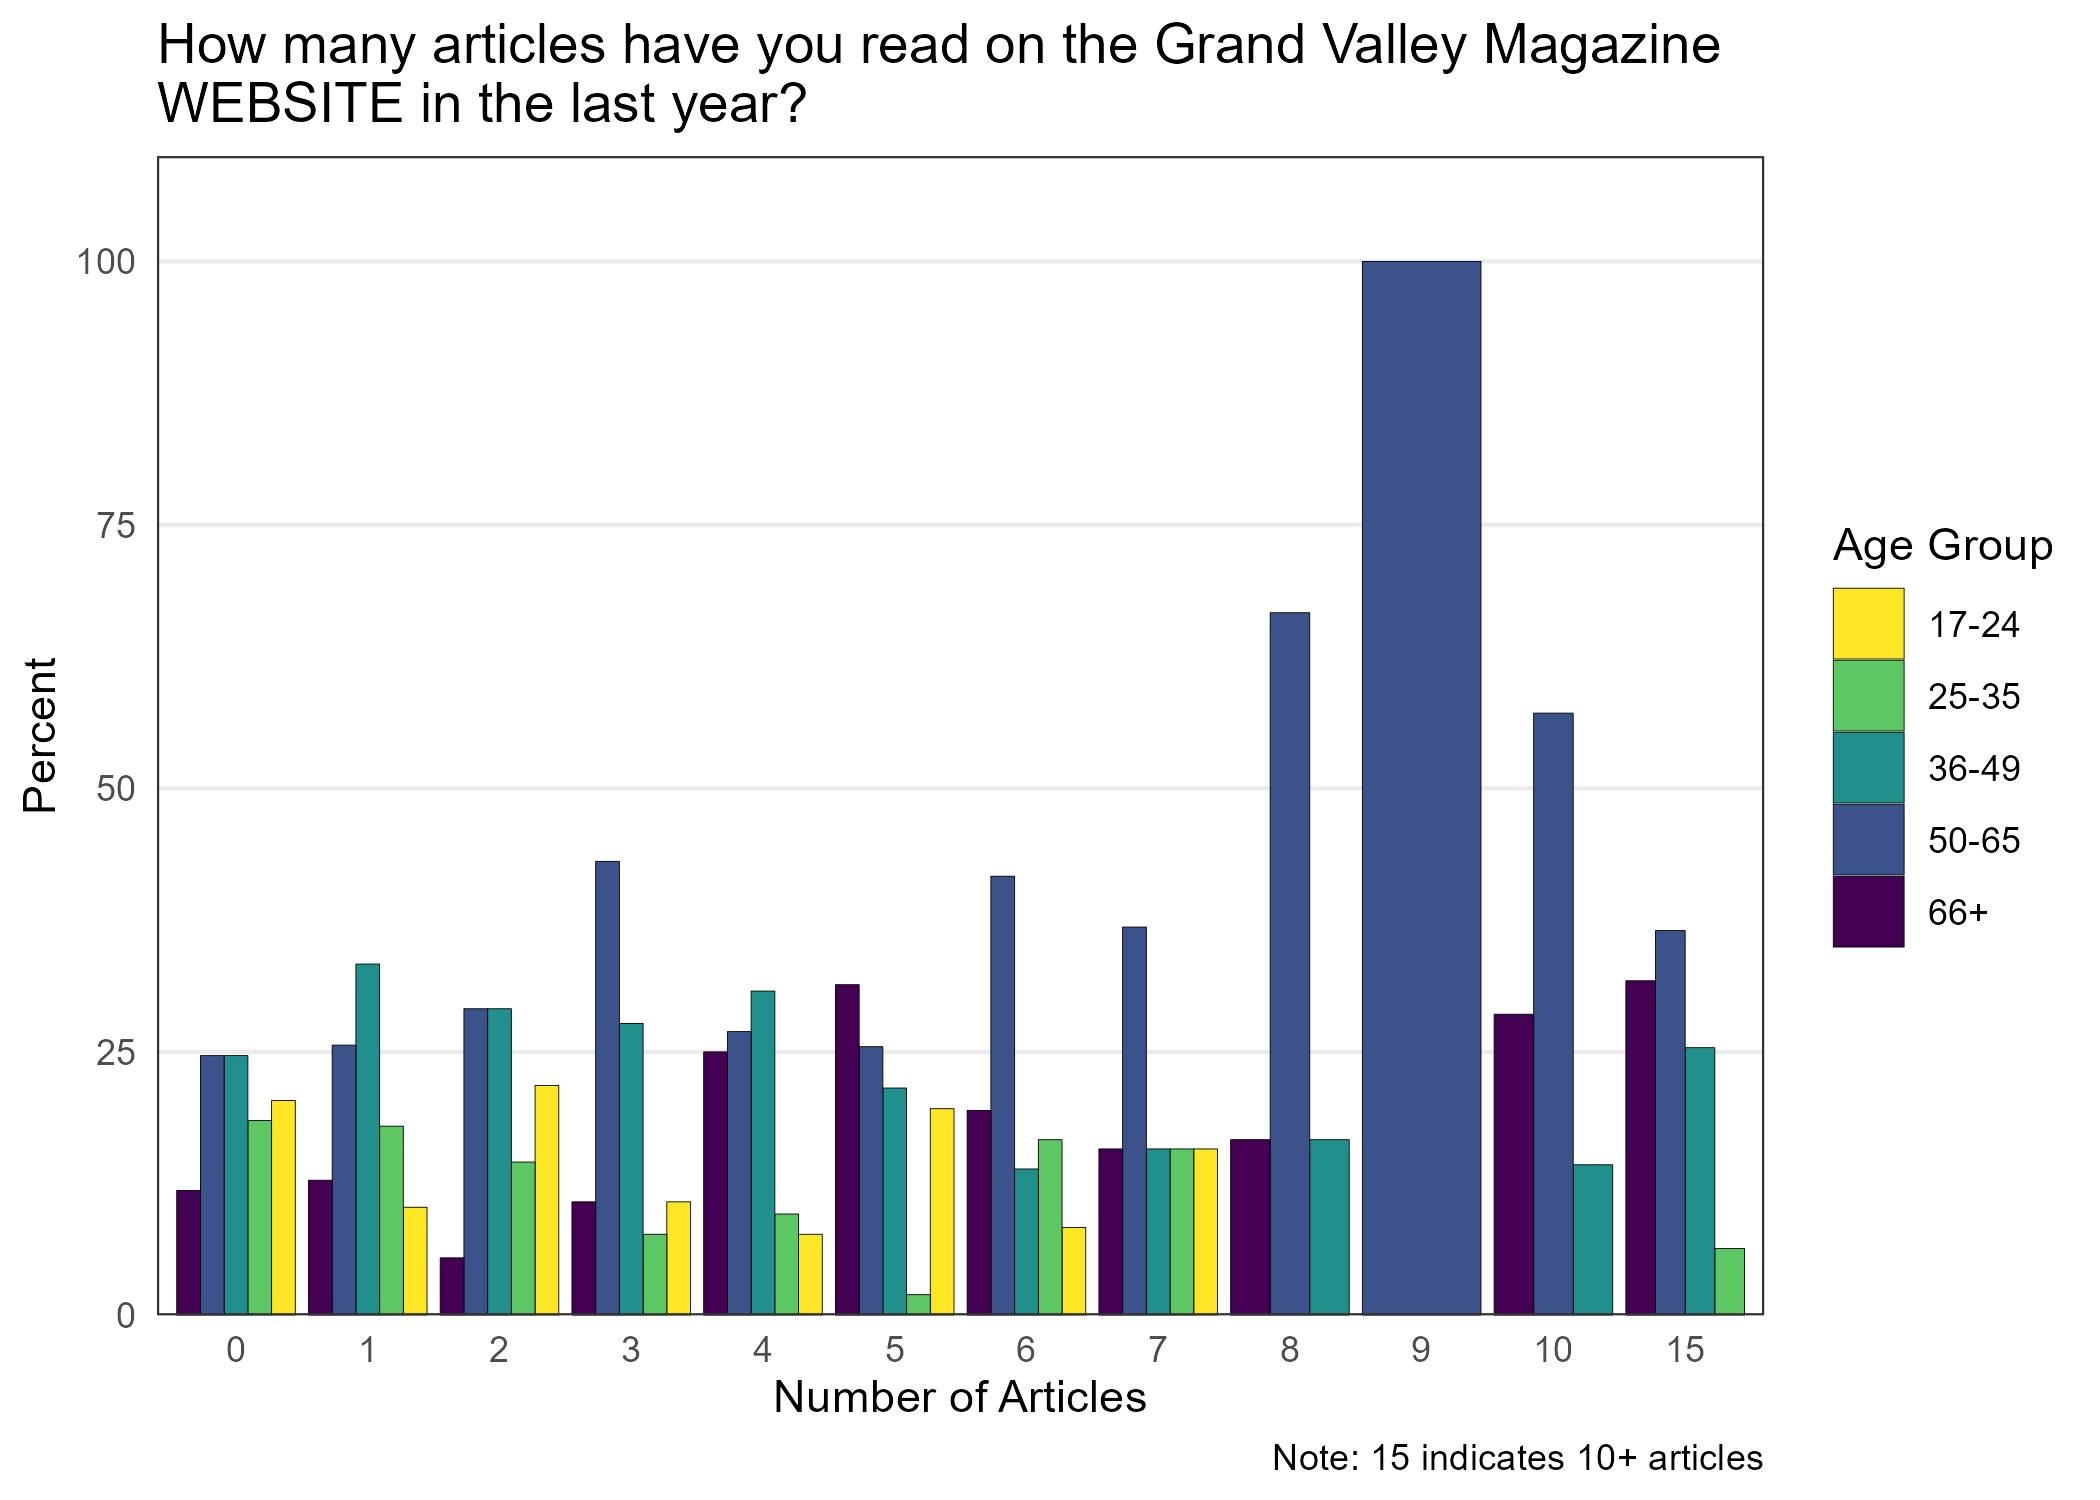 How many articles have you read on the Grand Valley Magazine
WEBSITE in the last year?
100
75
50
25
0
Percent
0 1 2 3 4 5 6 7 8 9 10 15
Number of Articles
Note: 15 indicates 10+ articles
Age Group
17-24
25-35
36-49
50-65
66+